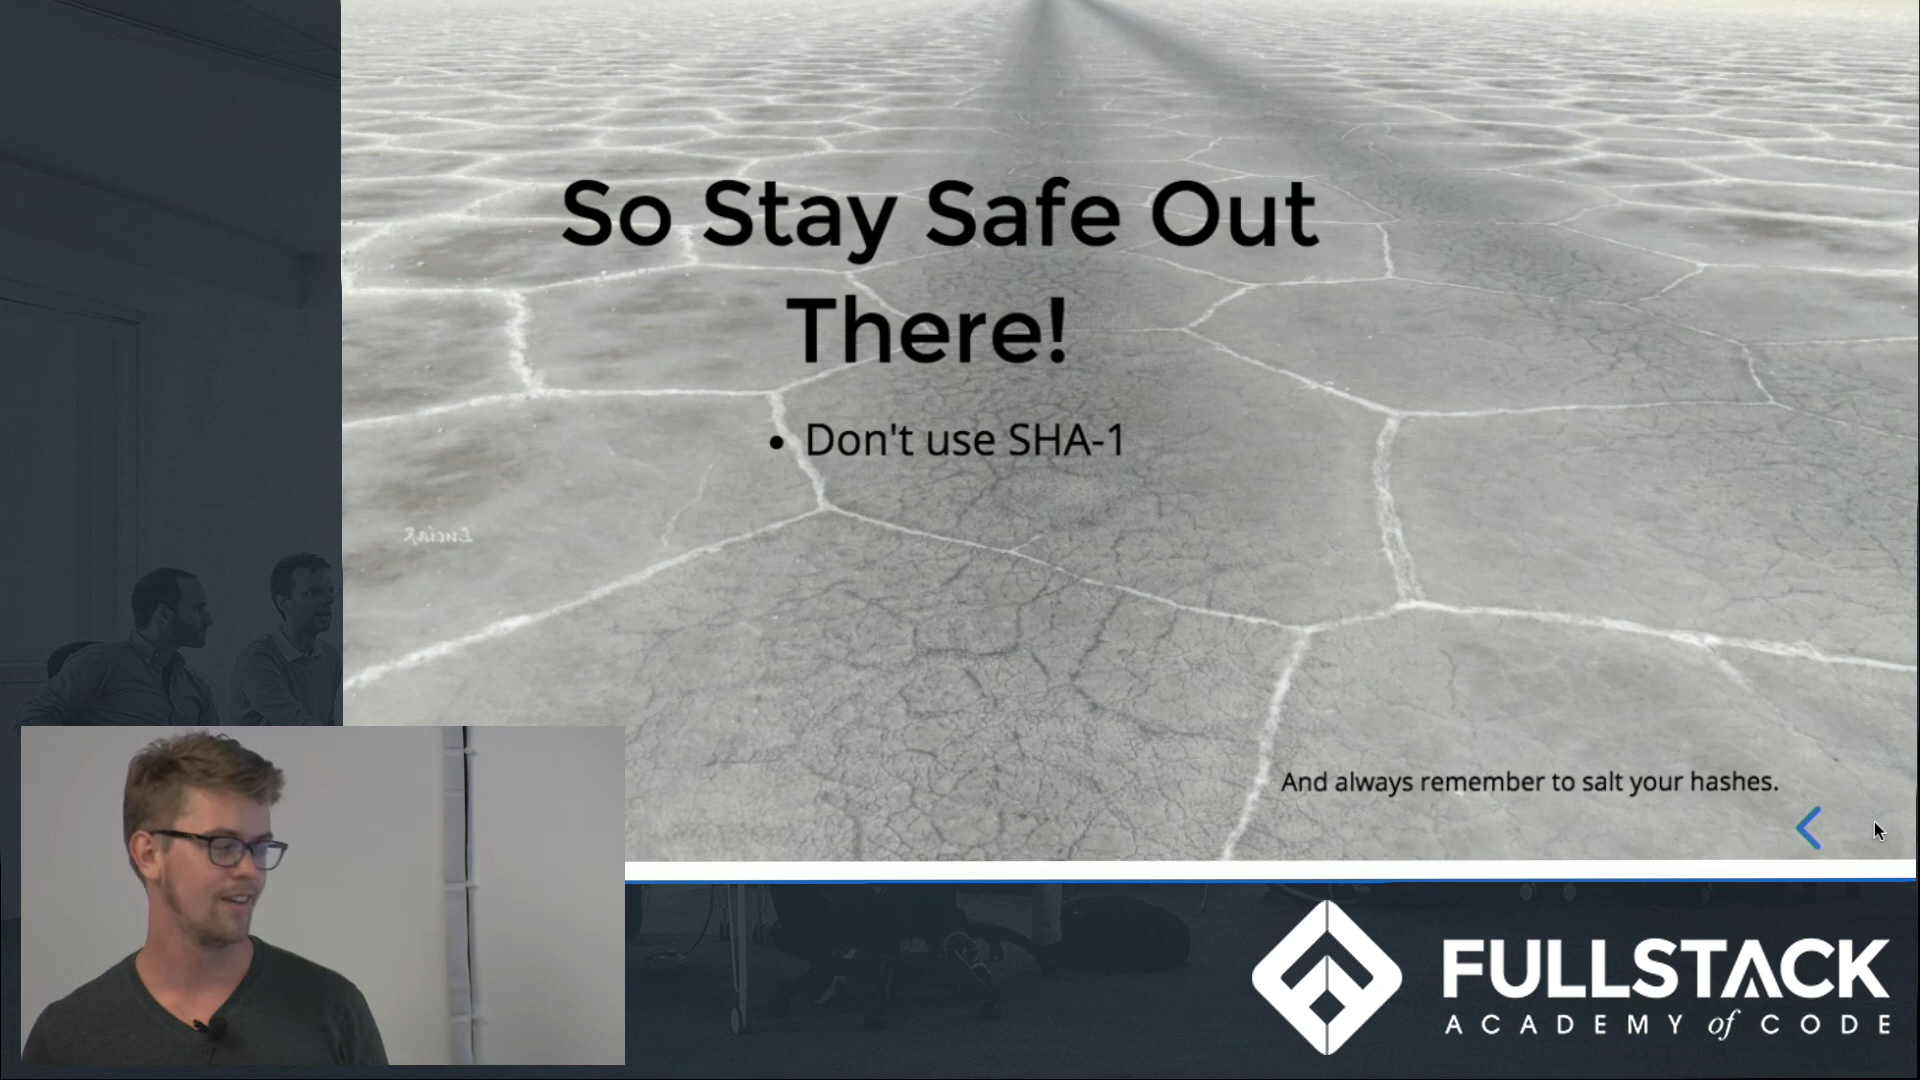 So Stay Safe Out
There!
• Don't use SHA-1
LuciaR
And always remember to salt your hashes.
FULLSTACK
ACADEMY of CODE